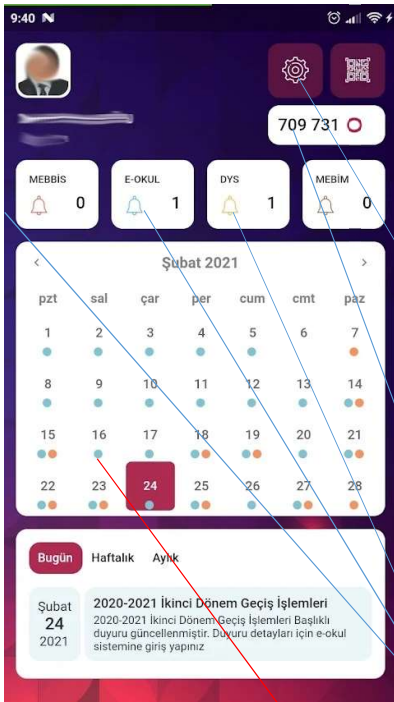 9:40
709 731
MEBBİS
0
E-OKUL
1
DYS
1
MEBİM
0
< Şubat 2021 >
pzt sal çar per cum cmt paz
1 2 3 4 5 6 7
8 9 10 11 12 13 14
15 16 17 18 19 20 21
22 23 24 25 26 27 28
Bugün Haftalık Aylık
Şubat
24
2021
2020-2021 İkinci Dönem Geçiş İşlemleri
2020-2021 İkinci Dönem Geçiş İşlemleri Başlıklı
duyuru güncellenmiştir. Duyuru detayları için e-okul
sistemine giriş yapınız